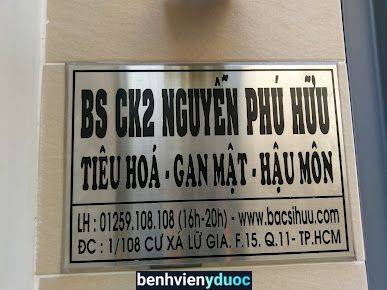 BS CK2 NGUYỄN PHÚ HỮU
TIÊU HOÁ - GAN MẬT - HẬU MÔN
LH : 01259.108.108 (16h-20h) - www.bacsihuu.com
ĐC : 1/108 CƯ XÁ LỮ GIA. F.15. Q.11- TP.HCM
benhvienyduoc